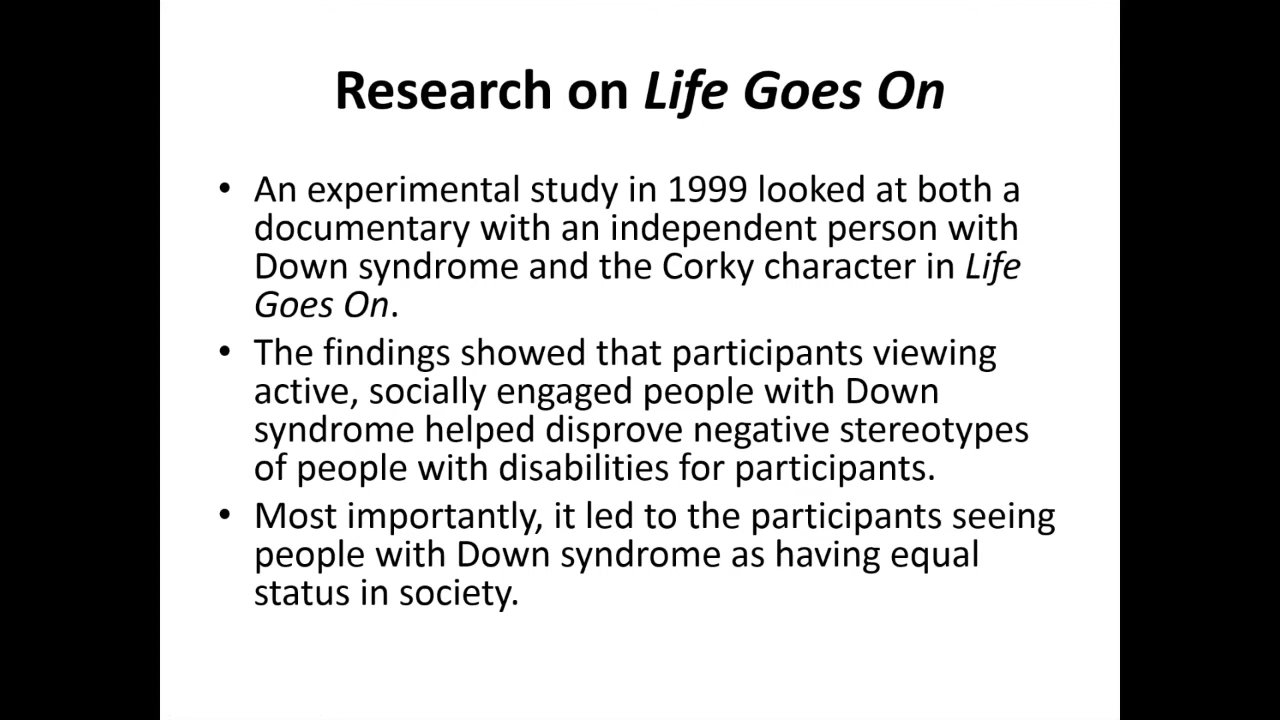 Research on Life Goes On
• An experimental study in 1999 looked at both a
documentary with an independent person with
Down syndrome and the Corky character in Life
Goes On.
• The findings showed that participants viewing
active, socially engaged people with Down
syndrome helped disprove negative stereotypes
of people with disabilities for participants.
• Most importantly, it led to the participants seeing
people with Down syndrome as having equal
status in society.